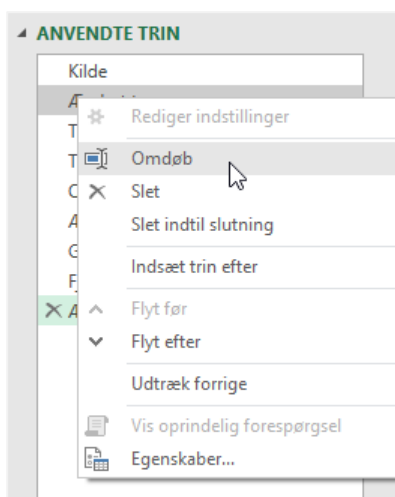 ANVENDTE TRIN
Kilde
Rediger indstillinger
Omdøb
Slet
Slet indtil slutning
Indsæt trin efter
Flyt før
Flyt efter
Udtræk forrige
Vis oprindelig forespørgsel
Egenskaber...